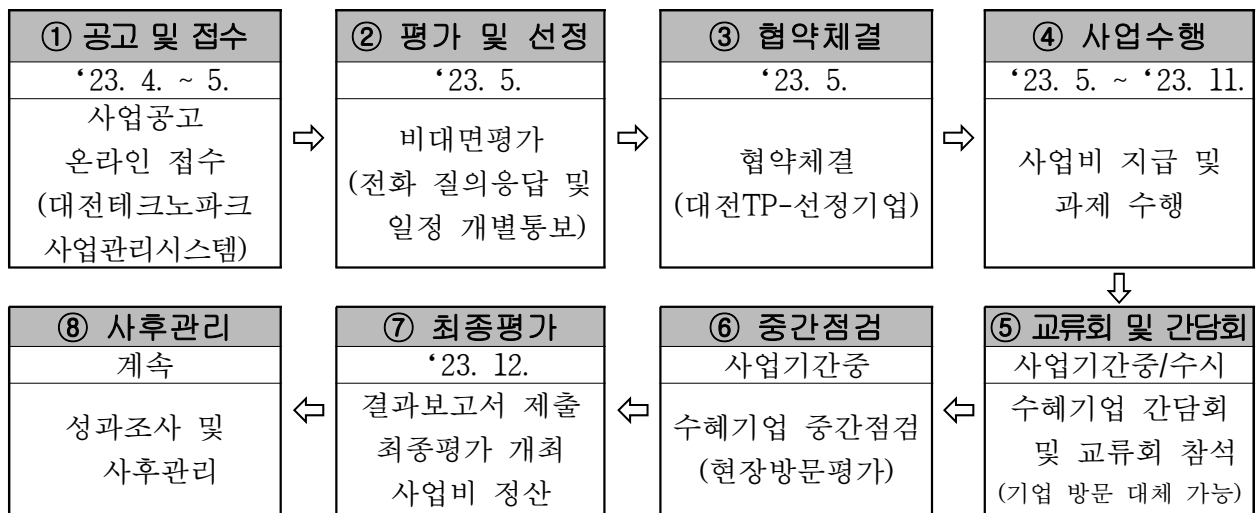 ① 공고 및 접수
‘23. 4. ~ 5.
사업공고
온라인 접수
(대전테크노파크
사업관리시스템)
② 평가 및 선정
‘23. 5.
비대면평가
(전화 질의응답 및
일정 개별통보)
③ 협약체결
‘23. 5.
협약체결
(대전TP-선정기업)
④ 사업수행
‘23. 5. ~ ‘23. 11.
사업비 지급 및
과제 수행
⑤ 교류회 및 간담회
사업기간중/수시
수혜기업 간담회
및 교류회 참석
(기업 방문 대체 가능)
⑥ 중간점검
사업기간중
수혜기업 중간점검
(현장방문평가)
⑦ 최종평가
‘23. 12.
결과보고서 제출
최종평가 개최
사업비 정산
⑧ 사후관리
계속
성과조사 및
사후관리